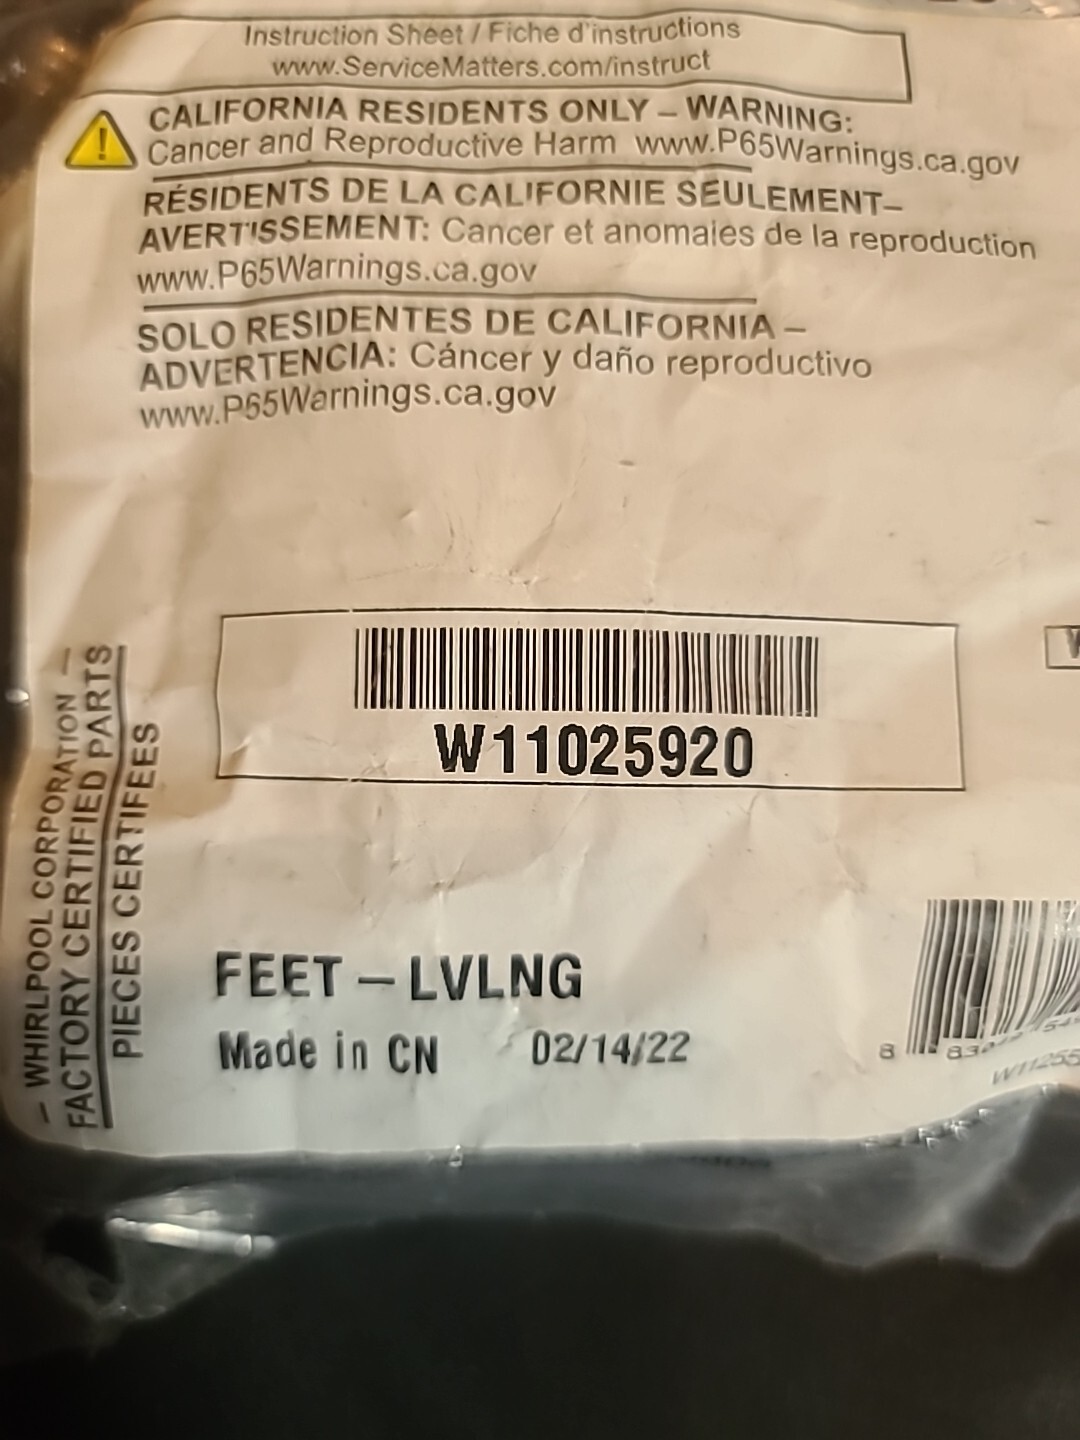 Instruction Sheet / Fiche d'instructions
www.ServiceMatters.com/instruct
CALIFORNIA RESIDENTS ONLY – WARNING:
Cancer and Reproductive Harm www.P65Warnings.ca.gov
RÉSIDENTS DE LA CALIFORNIE SEULEMENT–
AVERTISSEMENT: Cancer et anomaies de la reproduction
www.P65Warnings.ca.gov
SOLO RESIDENTES DE CALIFORNIA –
ADVERTENCIA: Cáncer y daño reproductivo
www.P65Warnings.ca.gov
W11025920
– WHIRLPOOL CORPORATION –
FACTORY CERTIFIED PARTS
PIECES CERTIFEES
FEET – LVLNG
Made in CN 02/14/22
8